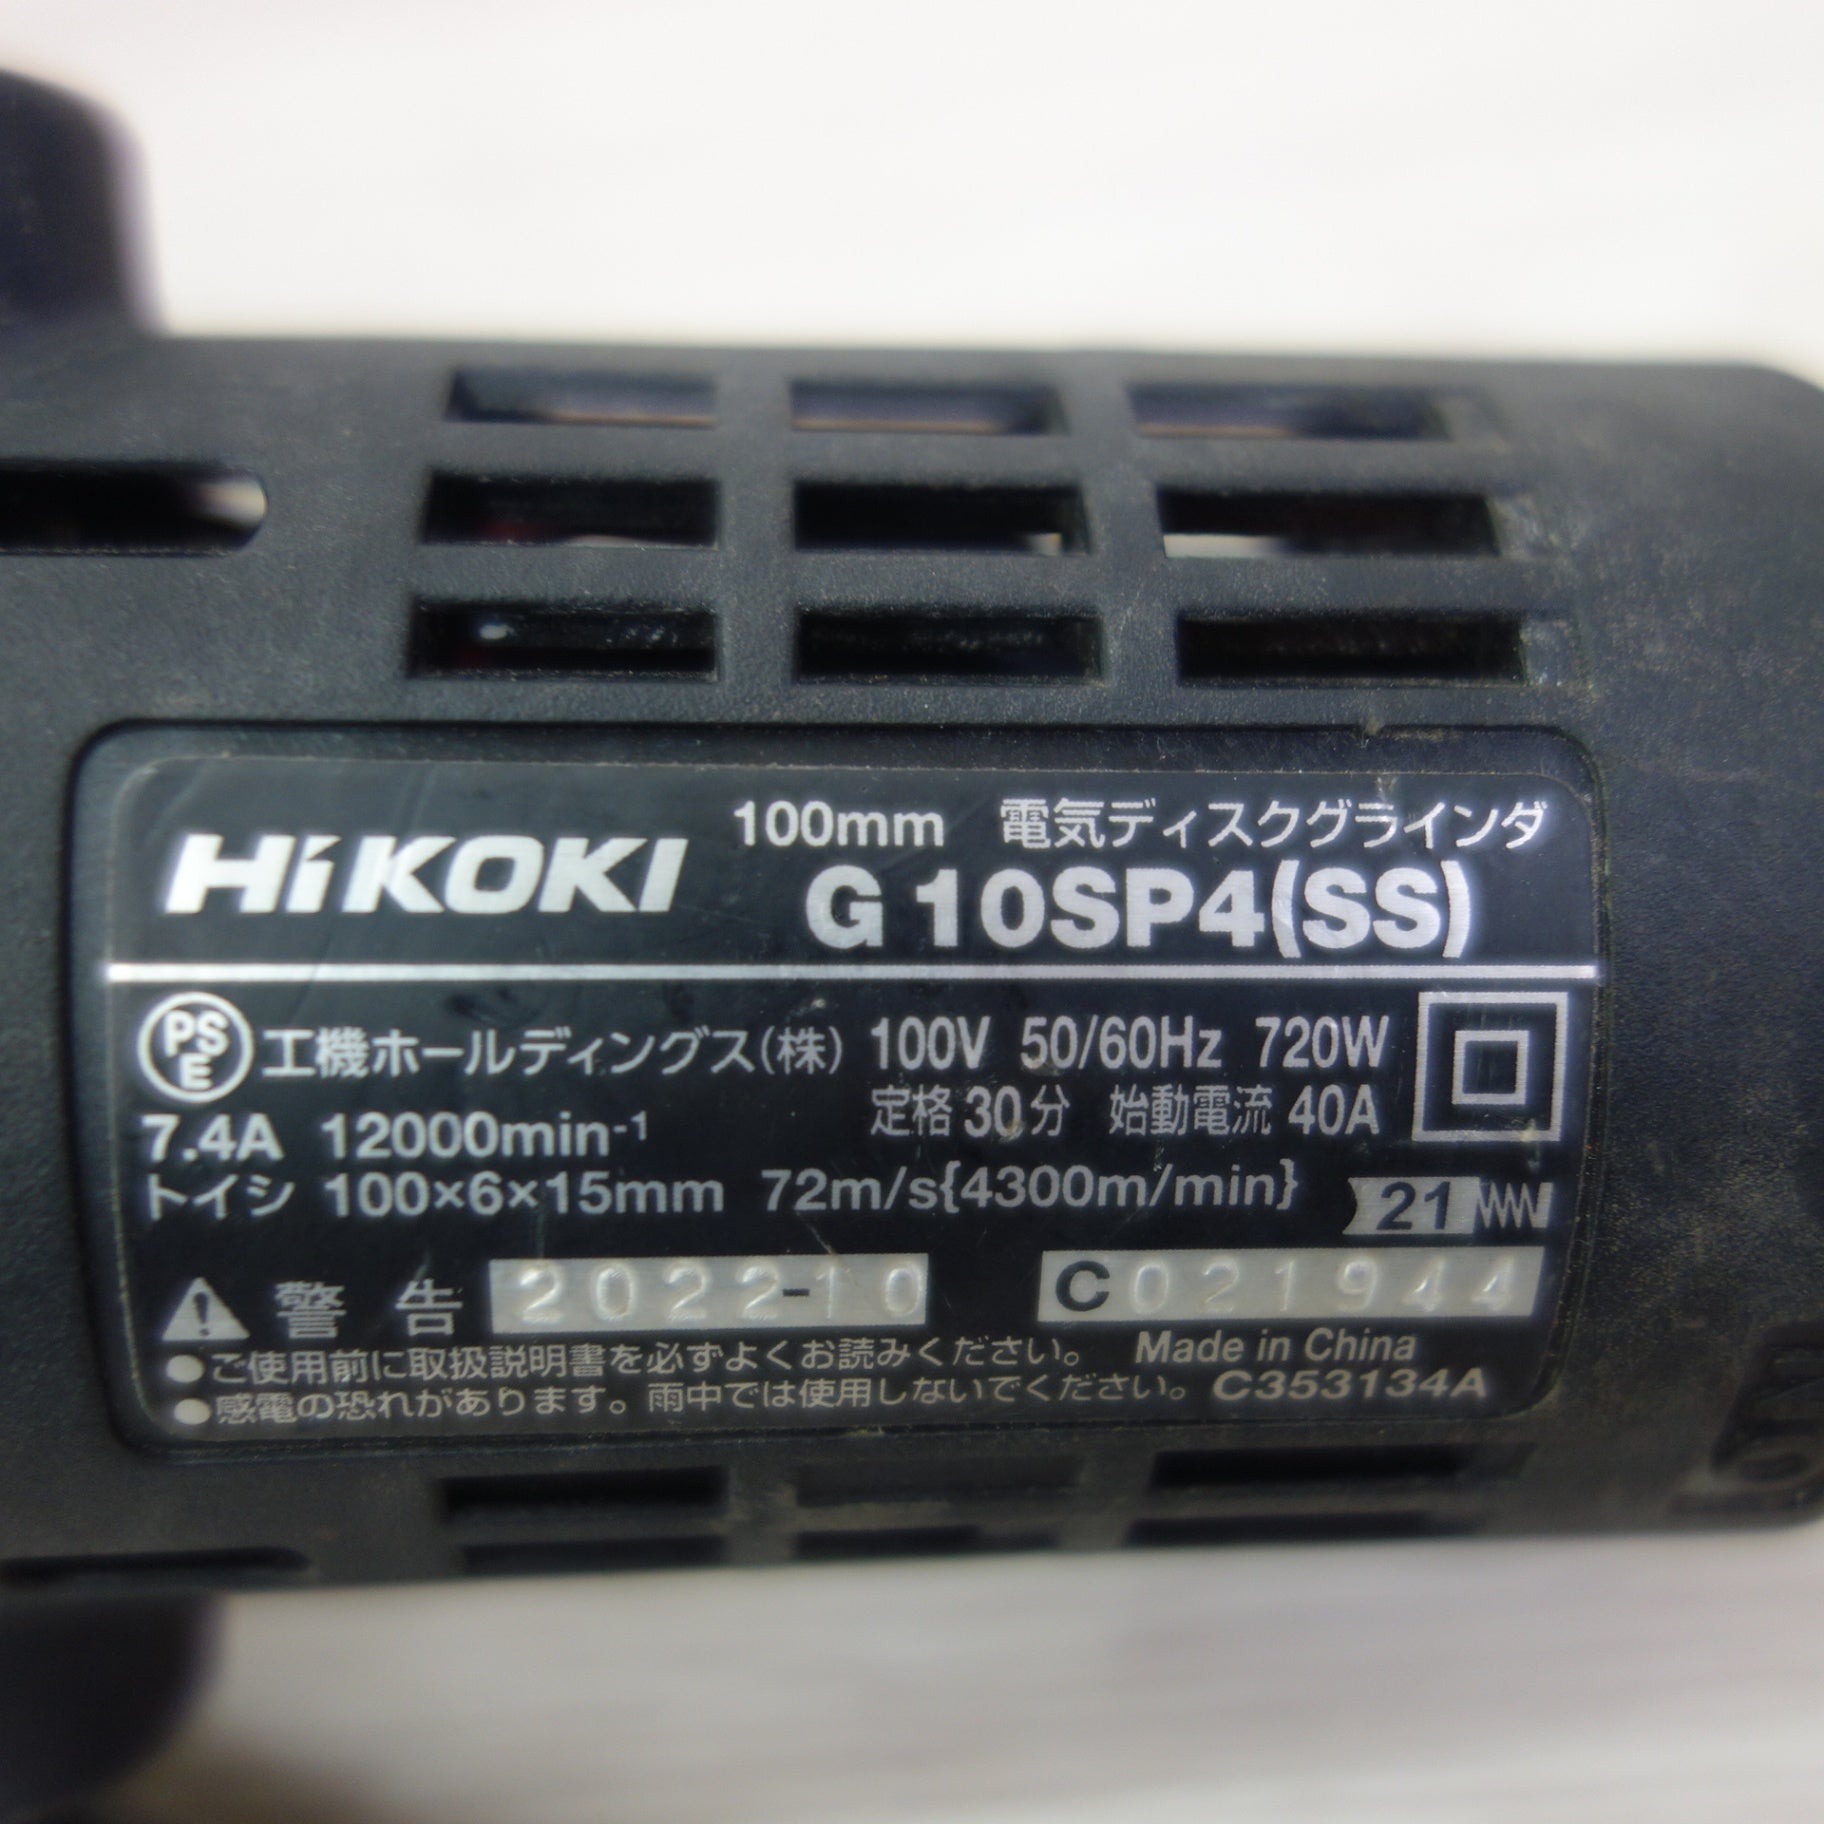 100mm 電気ディスクグラインダ
HiKOKI G10SP4(SS)
PSE 工機ホールディングス(株) 100V 50/60Hz 720W
7.4A 12000min-1 定格30分 始動電流 40A
トイシ 100×6×15mm 72m/s{4300m/min} 21
警告 2022-10 C021944
●ご使用前に取扱説明書を必ずよくお読みください。 Made in China
●感電の恐れがあります。雨中では使用しないでください。 C353134A